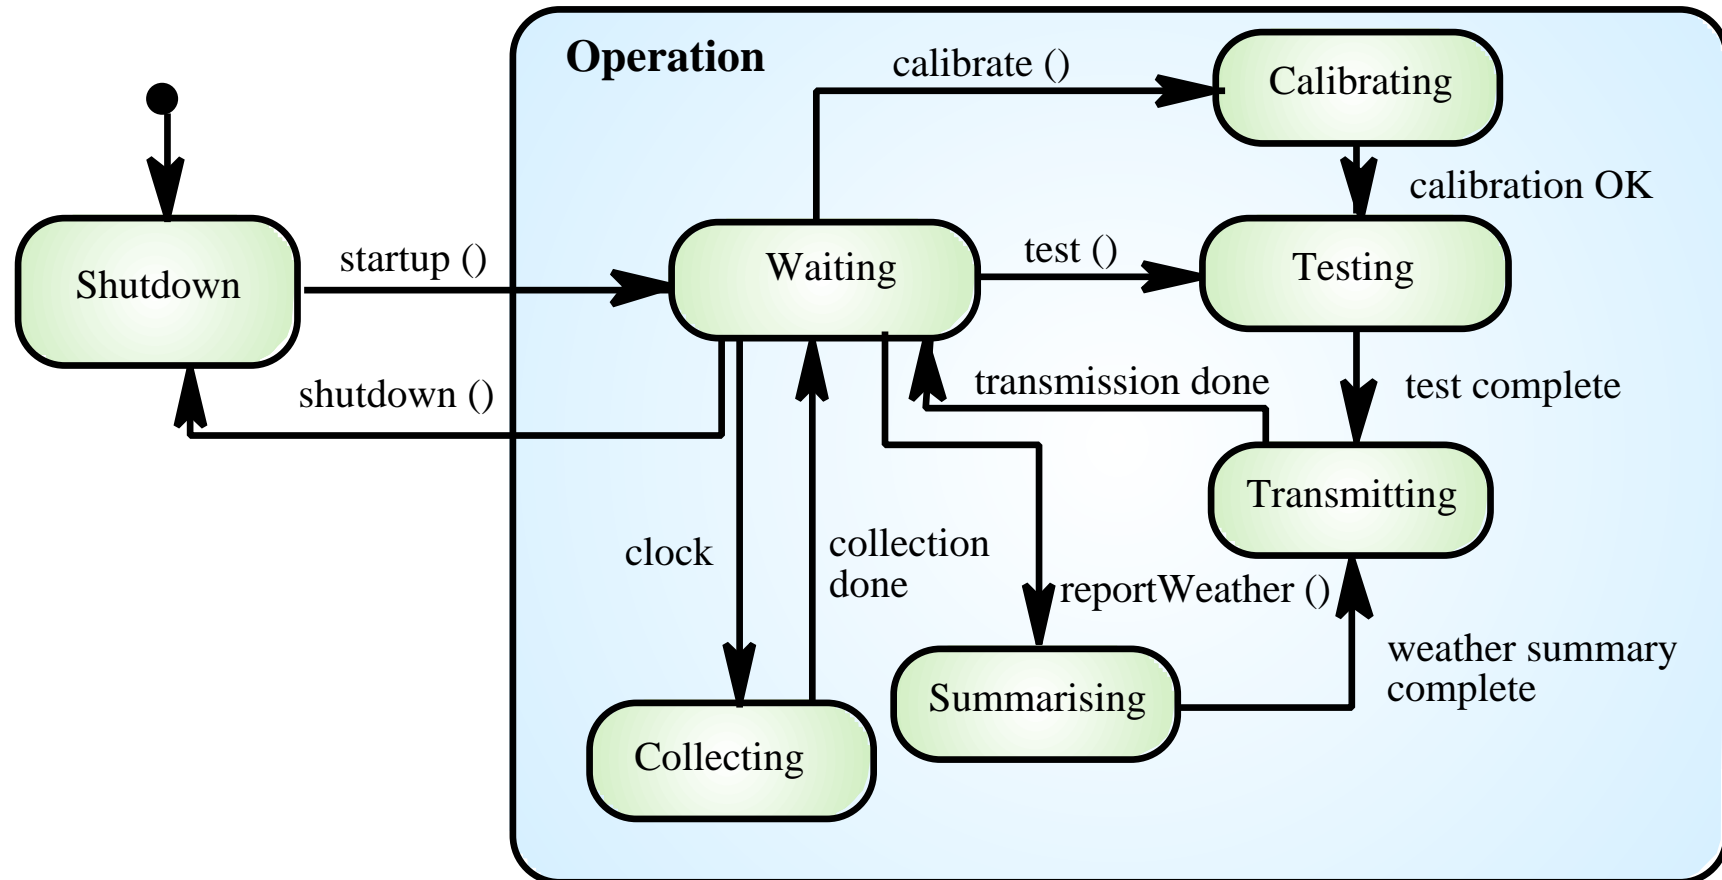 Operation
calibrate ()
Calibrating
calibration OK
startup ()
Shutdown
Waiting
test ()
Testing
shutdown ()
transmission done
test complete
Transmitting
clock
collection
done
reportWeather ()
weather summary
complete
Summarising
Collecting